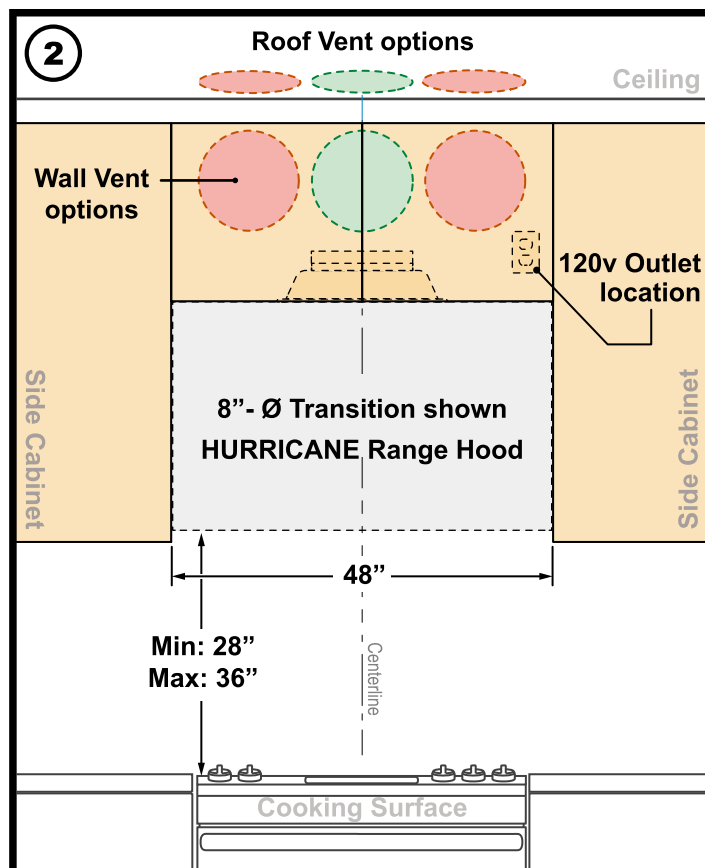 2
Roof Vent options
Ceiling
Wall Vent
options
120v Outlet
location
Side Cabinet
8”- Ø Transition shown
HURRICANE Range Hood
Side Cabinet
48”
Min: 28”
Max: 36”
Centerline
Cooking Surface